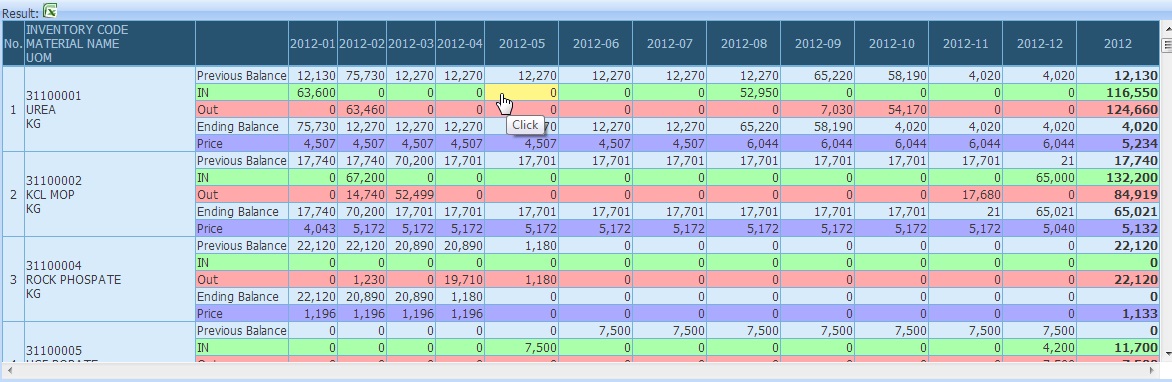 Result:
No. INVENTORY CODE MATERIAL NAME UOM 2012-01 2012-02 2012-03 2012-04 2012-05 2012-06 2012-07 2012-08 2012-09 2012-10 2012-11 2012-12 2012
1 31100001 UREA KG
Previous Balance 12,130 75,730 12,270 12,270 12,270 12,270 12,270 12,270 65,220 58,190 4,020 4,020 12,130
IN 63,600 0 0 0 0 0 0 52,950 0 0 0 0 116,550
Out 0 63,460 0 0 0 0 0 0 7,030 54,170 0 0 124,660
Click
Ending Balance 75,730 12,270 12,270 12,270 70 12,270 12,270 65,220 58,190 4,020 4,020 4,020 4,020
Price 4,507 4,507 4,507 4,507 4,507 4,507 4,507 6,044 6,044 6,044 6,044 6,044 5,234
2 31100002 KCL MOP KG
Previous Balance 17,740 17,740 70,200 17,701 17,701 17,701 17,701 17,701 17,701 17,701 17,701 21 17,740
IN 0 67,200 0 0 0 0 0 0 0 0 0 65,000 132,200
Out 0 14,740 52,499 0 0 0 0 0 0 0 17,680 0 84,919
Ending Balance 17,740 70,200 17,701 17,701 17,701 17,701 17,701 17,701 17,701 17,701 21 65,021 65,021
Price 4,043 5,172 5,172 5,172 5,172 5,172 5,172 5,172 5,172 5,172 5,172 5,040 5,132
3 31100004 ROCK PHOSPATE KG
Previous Balance 22,120 22,120 20,890 20,890 1,180 0 0 0 0 0 0 0 22,120
IN 0 0 0 0 0 0 0 0 0 0 0 0 0
Out 0 1,230 0 19,710 1,180 0 0 0 0 0 0 0 22,120
Ending Balance 22,120 20,890 20,890 1,180 0 0 0 0 0 0 0 0 0
Price 1,196 1,196 1,196 1,196 0 0 0 0 0 0 0 0 1,133
31100005
Previous Balance 0 0 0 0 0 7,500 7,500 7,500 7,500 7,500 7,500 7,500 0
IN 0 0 0 0 7,500 0 0 0 0 0 0 4,200 11,700